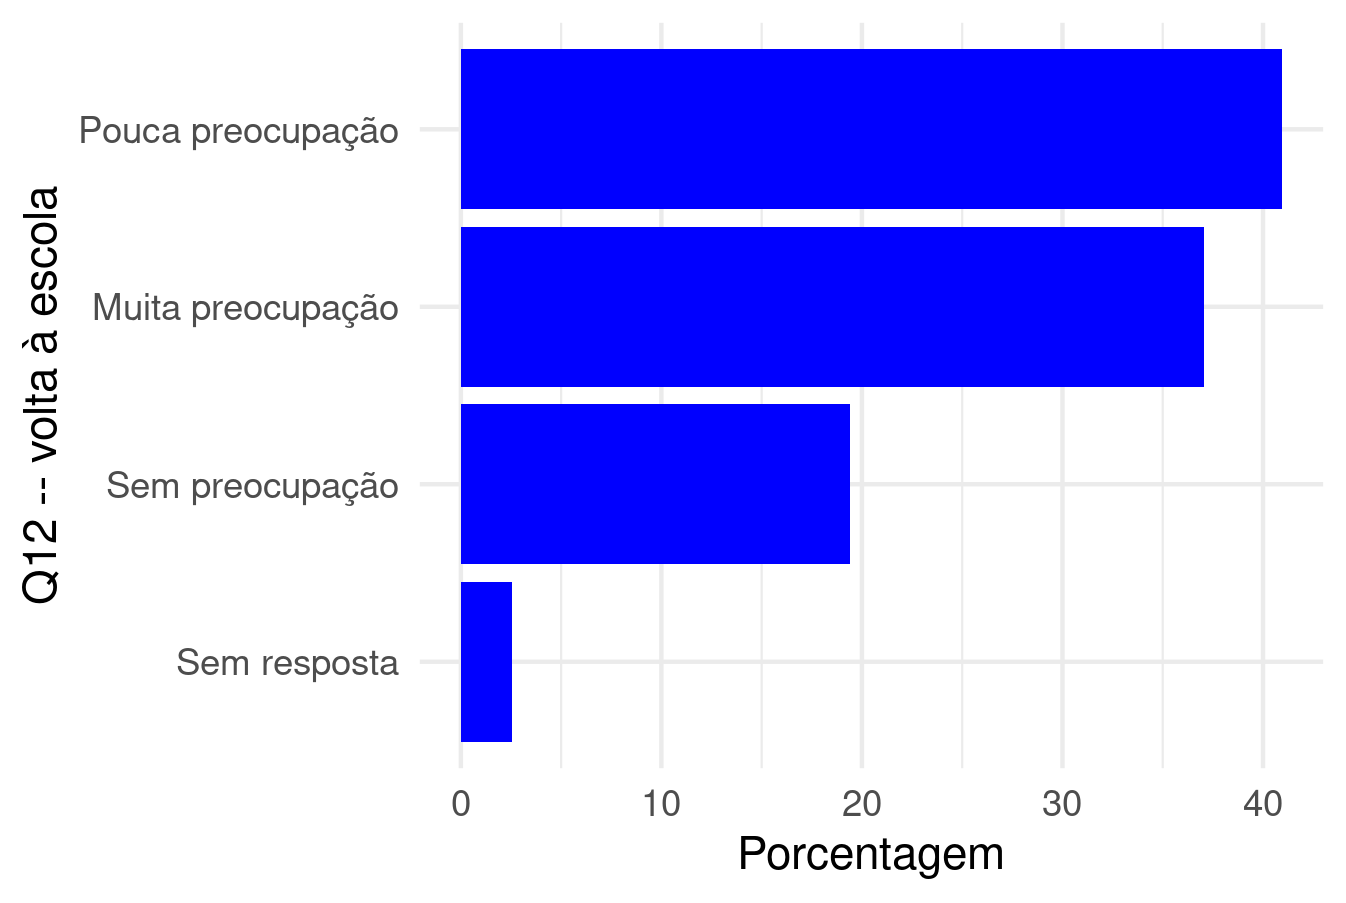 Q12 -- volta à escola
Pouca preocupação
Muita preocupação
Sem preocupação
Sem resposta
0 10 20 30 40
Porcentagem